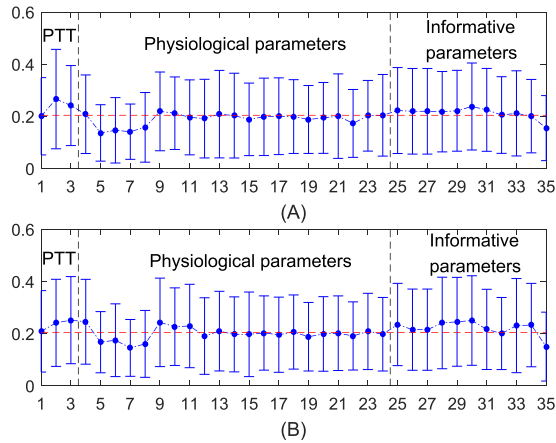 0.6
PTT
Physiological parameters
Informative
parameters
0.4
0.2
0
1 3 5 7 9 11 13 15 17 19 21 23 25 27 29 31 33 35
(A)
0.6
PTT
Physiological parameters
Informative
parameters
0.4
0.2
0
1 3 5 7 9 11 13 15 17 19 21 23 25 27 29 31 33 35
(B)